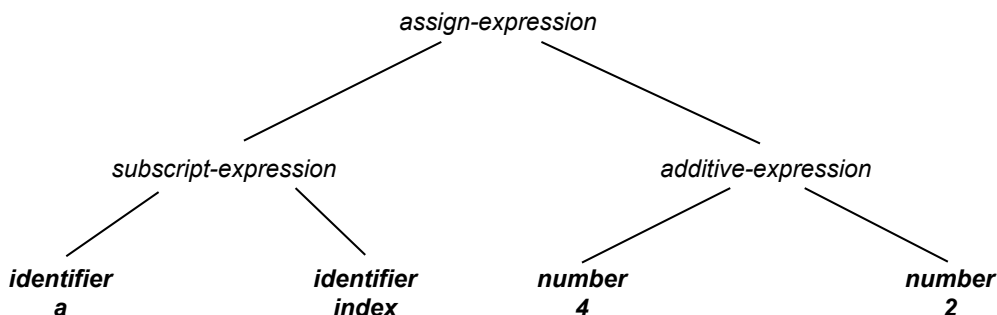 assign-expression
subscript-expression additive-expression
identifier identifier number number
a index 4 2